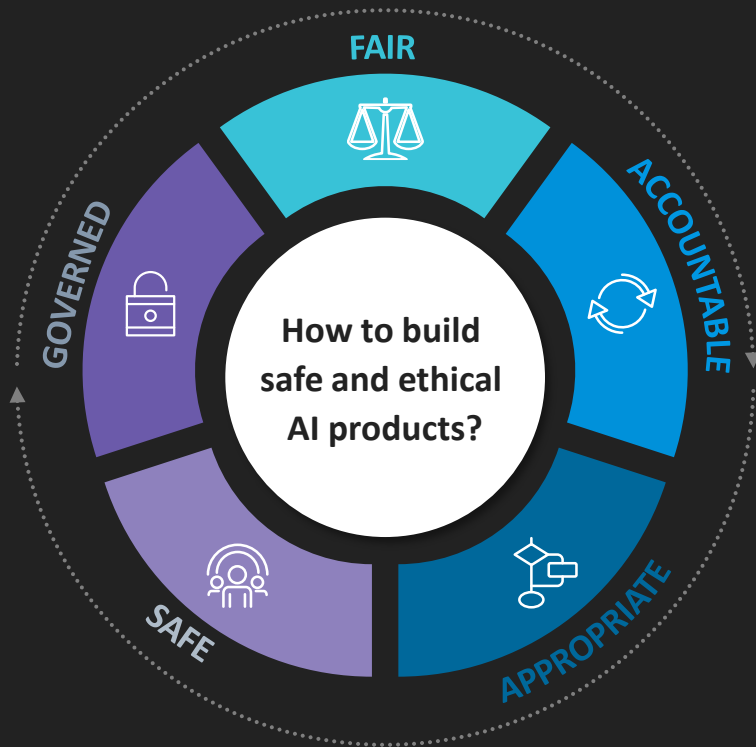 FAIR
ACCOUNTABLE
APPROPRIATE
SAFE
GOVERNED
How to build
safe and ethical
AI products?